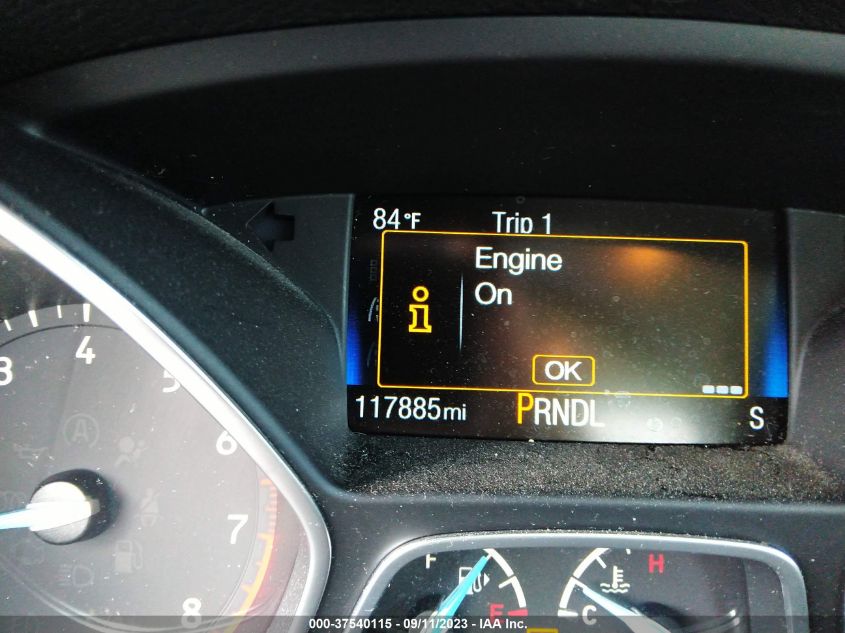 84°F Trip 1
Engine
On
i
OK
117885mi PRNDL S
3
4
5
6
7
8
F E
H C
000-37540115 - 09/11/2023 - IAA Inc.